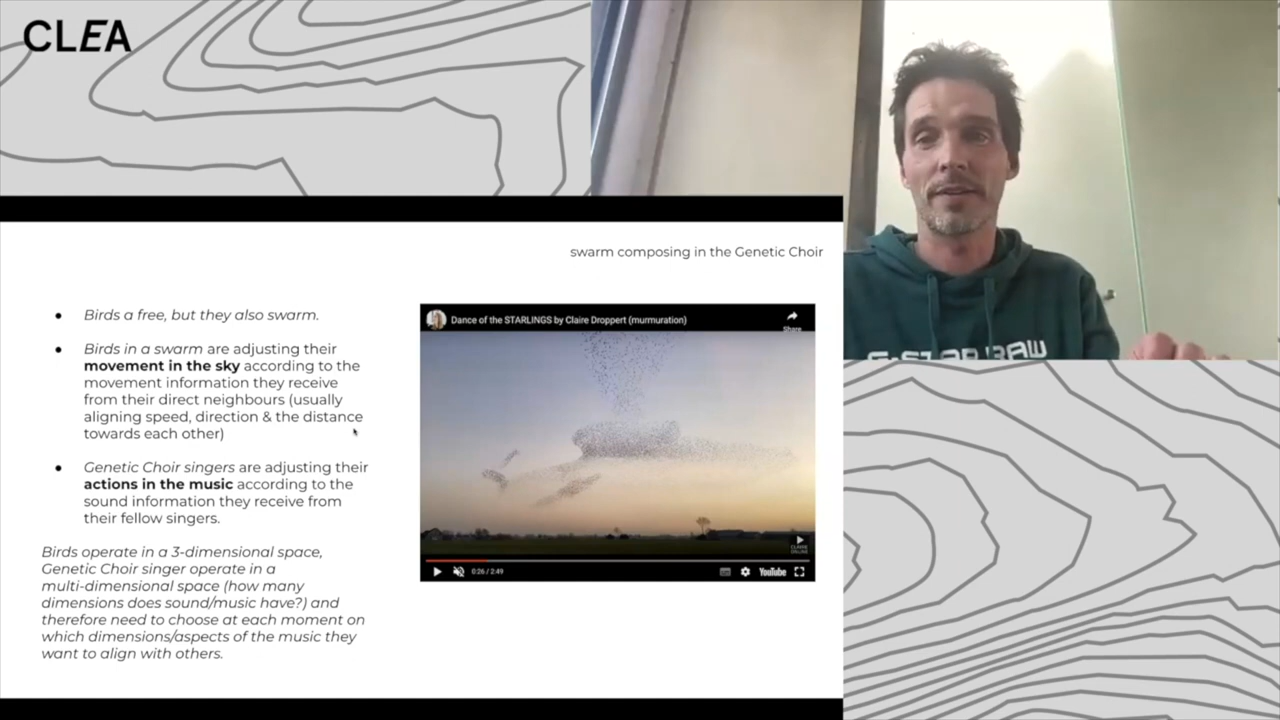 CLEA
swarm composing in the Genetic Choir
• Birds a free, but they also swarm.
• Birds in a swarm are adjusting their
movement in the sky according to the
movement information they receive
from their direct neighbours (usually
aligning speed, direction & the distance
towards each other)
• Genetic Choir singers are adjusting their
actions in the music according to the
sound information they receive from
their fellow singers.
Birds operate in a 3-dimensional space,
Genetic Choir singer operate in a
multi-dimensional space (how many
dimensions does sound/music have?) and
therefore need to choose at each moment on
which dimensions/aspects of the music they
want to align with others.
Dance of the STARLINGS by Claire Droppert (murmuration)
Share
CLAIRE
0:26 / 2:49
YouTube
G-STAR RAW